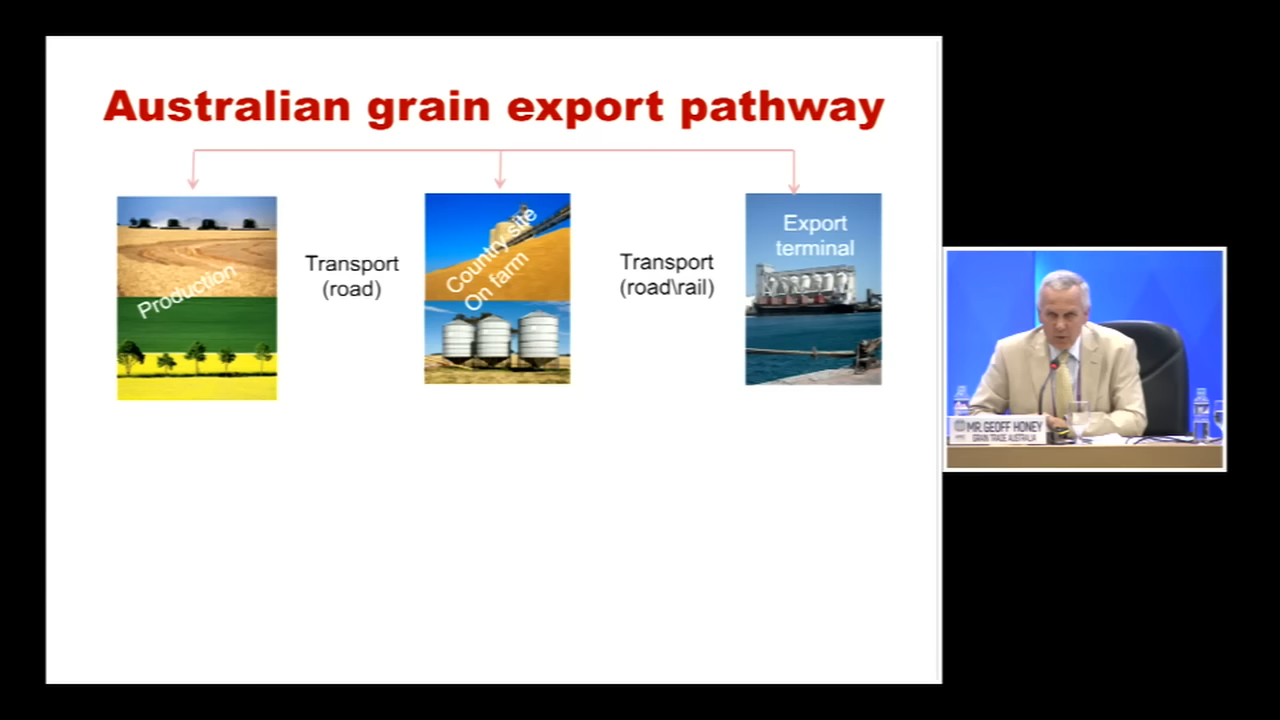 Australian grain export pathway
Production
Transport
(road)
Country site
On farm
Transport
(road\rail)
Export
terminal
MR. GEOFF HONEY
GRAIN TRADE AUSTRALIA